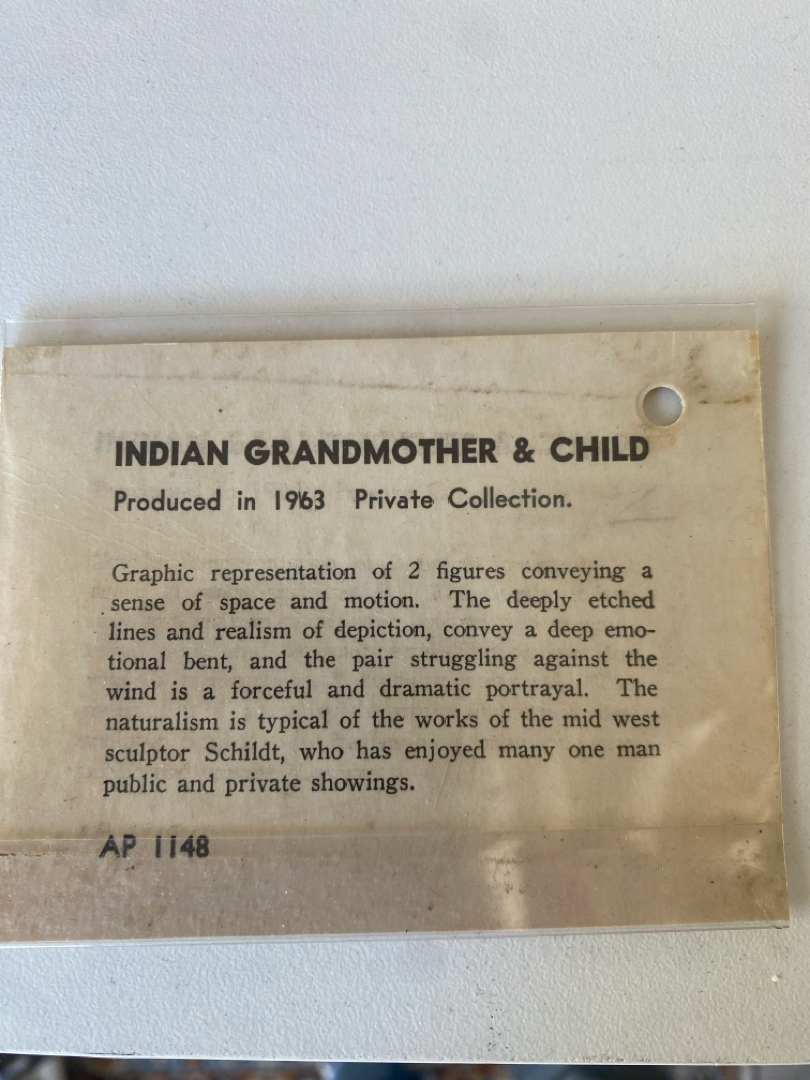 INDIAN GRANDMOTHER & CHILD
Produced in 1963 Private Collection.
Graphic representation of 2 figures conveying a
sense of space and motion. The deeply etched
lines and realism of depiction, convey a deep emo-
tional bent, and the pair struggling against the
wind is a forceful and dramatic portrayal. The
naturalism is typical of the works of the mid west
sculptor Schildt, who has enjoyed many one man
public and private showings.
AP 1148